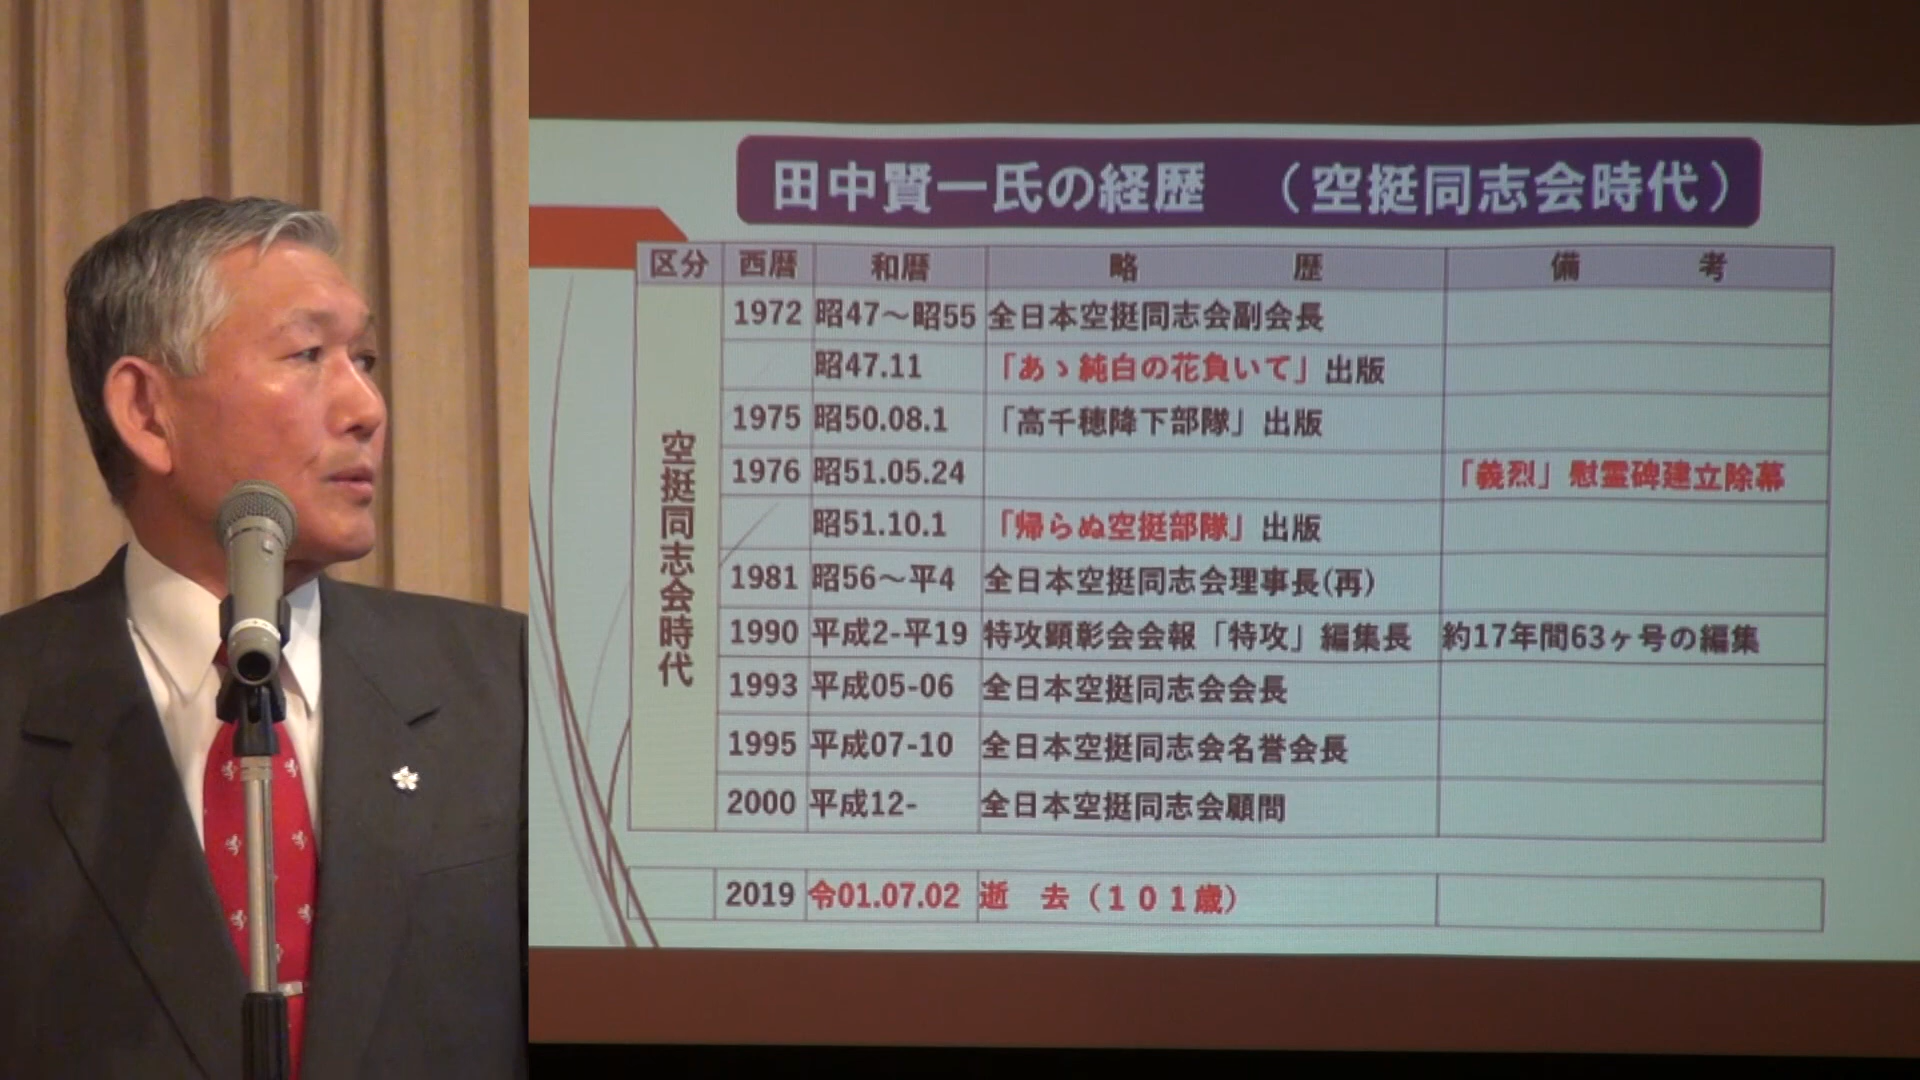 田中賢一氏の経歴 （空挺同志会時代）
区分 西暦 和暦 略歴 備考
空挺同志会時代
1972 昭47～昭55 全日本空挺同志会副会長
昭47.11 「あゝ純白の花負いて」出版
1975 昭50.08.1 「高千穂降下部隊」出版
1976 昭51.05.24 「義烈」慰霊碑建立除幕
昭51.10.1 「帰らぬ空挺部隊」出版
1981 昭56～平4 全日本空挺同志会理事長(再)
1990 平成2-平19 特攻顕彰会会報「特攻」編集長 約17年間63ヶ号の編集
1993 平成05-06 全日本空挺同志会会長
1995 平成07-10 全日本空挺同志会名誉会長
2000 平成12- 全日本空挺同志会顧問
2019 令01.07.02 逝 去（１０１歳）